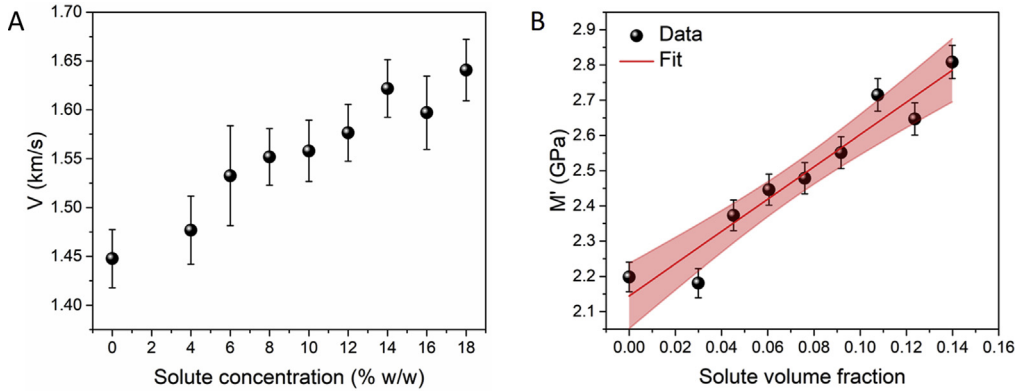 A
V (km/s)
1.70
1.65
1.60
1.55
1.50
1.45
1.40
0 2 4 6 8 10 12 14 16 18
Solute concentration (% w/w)
B
Data
Fit
M' (GPa)
2.9
2.8
2.7
2.6
2.5
2.4
2.3
2.2
2.1
0.00 0.02 0.04 0.06 0.08 0.10 0.12 0.14 0.16
Solute volume fraction